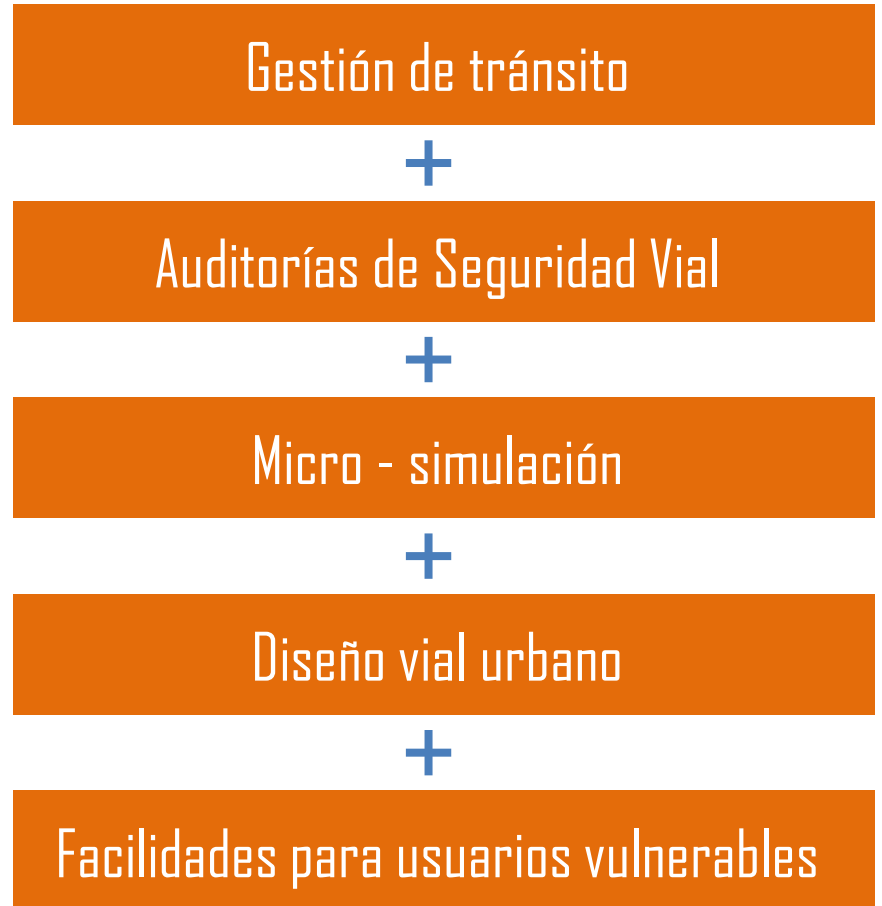 Gestión de tránsito
+
Auditorías de Seguridad Vial
+
Micro - simulación
+
Diseño vial urbano
+
Facilidades para usuarios vulnerables